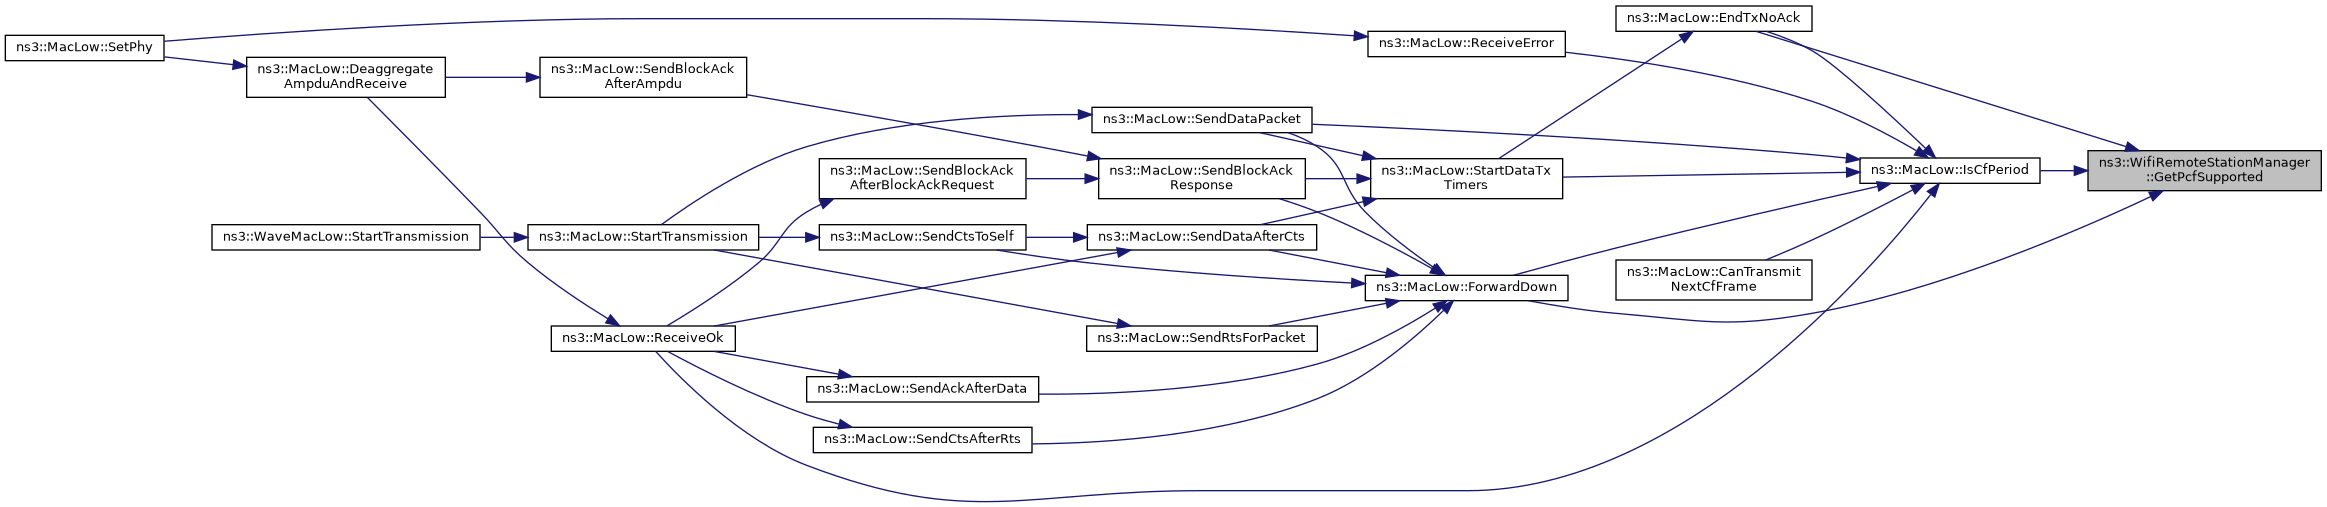 ns3::MacLow::EndTxNoAck
ns3::MacLow::SetPhy
ns3::MacLow::ReceiveError
ns3::MacLow::Deaggregate
AmpduAndReceive
ns3::MacLow::SendBlockAck
AfterAmpdu
ns3::MacLow::SendDataPacket
ns3::MacLow::SendBlockAck
AfterBlockAckRequest
ns3::MacLow::SendBlockAck
Response
ns3::MacLow::StartDataTx
Timers
ns3::MacLow::IsCfPeriod
ns3::WifiRemoteStationManager
::GetPcfSupported
ns3::WaveMacLow::StartTransmission
ns3::MacLow::StartTransmission
ns3::MacLow::SendCtsToSelf
ns3::MacLow::SendDataAfterCts
ns3::MacLow::CanTransmit
NextCfFrame
ns3::MacLow::ForwardDown
ns3::MacLow::ReceiveOk
ns3::MacLow::SendRtsForPacket
ns3::MacLow::SendAckAfterData
ns3::MacLow::SendCtsAfterRts